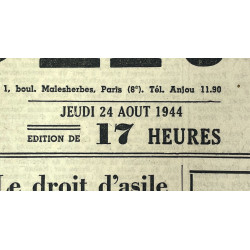 1, boul. Malesherbes, Paris (8e). Tél. Anjou 11.90
JEUDI 24 AOUT 1944
EDITION DE 17 HEURES
Le droit d'asile